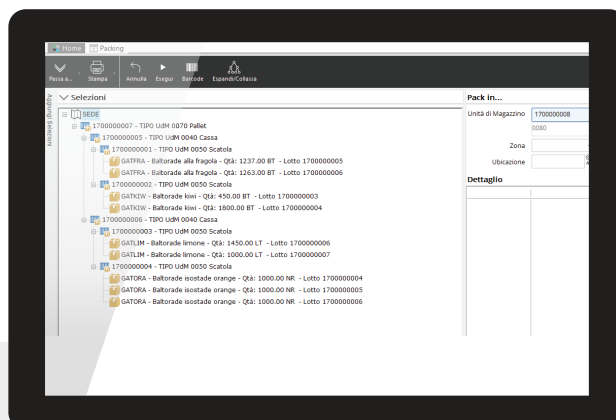 Home Packing
Passa a... Stampa Annulla Esegui Barcode Espandi/Collassa
Aggiungi Selezioni
Selezioni
SEDE
1700000007 - TIPO UdM 0070 Pallet
1700000005 - TIPO UdM 0040 Cassa
1700000001 - TIPO UdM 0050 Scatola
GATFRA - Baltorade alla fragola - Qtà: 1237.00 BT - Lotto 1700000005
GATFRA - Baltorade alla fragola - Qtà: 1263.00 BT - Lotto 1700000006
1700000002 - TIPO UdM 0050 Scatola
GATKIW - Baltorade kiwi - Qtà: 450.00 BT - Lotto 1700000003
GATKIW - Baltorade kiwi - Qtà: 1800.00 BT - Lotto 1700000004
1700000006 - TIPO UdM 0040 Cassa
1700000003 - TIPO UdM 0050 Scatola
GATLIM - Baltorade limone - Qtà: 1450.00 LT - Lotto 1700000006
GATLIM - Baltorade limone - Qtà: 1000.00 LT - Lotto 1700000007
1700000004 - TIPO UdM 0050 Scatola
GATORA - Baltorade isostade orange - Qtà: 1000.00 NR - Lotto 1700000004
GATORA - Baltorade isostade orange - Qtà: 1000.00 NR - Lotto 1700000005
GATORA - Baltorade isostade orange - Qtà: 1000.00 NR - Lotto 1700000006
Pack in...
Unità di Magazzino 1700000008
0080
Zona
Ubicazione
Dettaglio